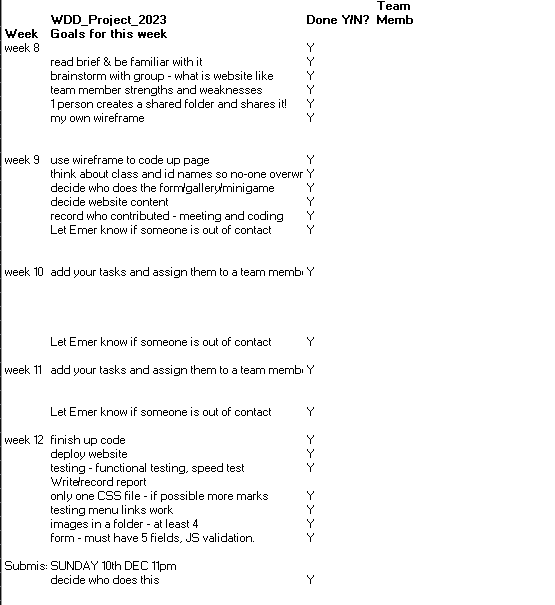 Team
WDD_Project_2023 Done Y/N? Memb
Week Goals for this week
week 8 Y
read brief & be familiar with it Y
brainstorm with group - what is website like Y
team member strengths and weaknesses Y
1 person creates a shared folder and shares it! Y
my own wireframe Y
week 9 use wireframe to code up page Y
think about class and id names so no-one overwr Y
decide who does the form/gallery/minigame Y
decide website content Y
record who contributed - meeting and coding Y
Let Emer know if someone is out of contact Y
week 10 add your tasks and assign them to a team memb Y
Let Emer know if someone is out of contact Y
week 11 add your tasks and assign them to a team memb Y
Let Emer know if someone is out of contact Y
week 12 finish up code Y
deploy website Y
testing - functional testing, speed test Y
Write/record report
only one CSS file - if possible more marks Y
testing menu links work Y
images in a folder - at least 4 Y
form - must have 5 fields, JS validation. Y
Submis: SUNDAY 10th DEC 11pm
decide who does this Y